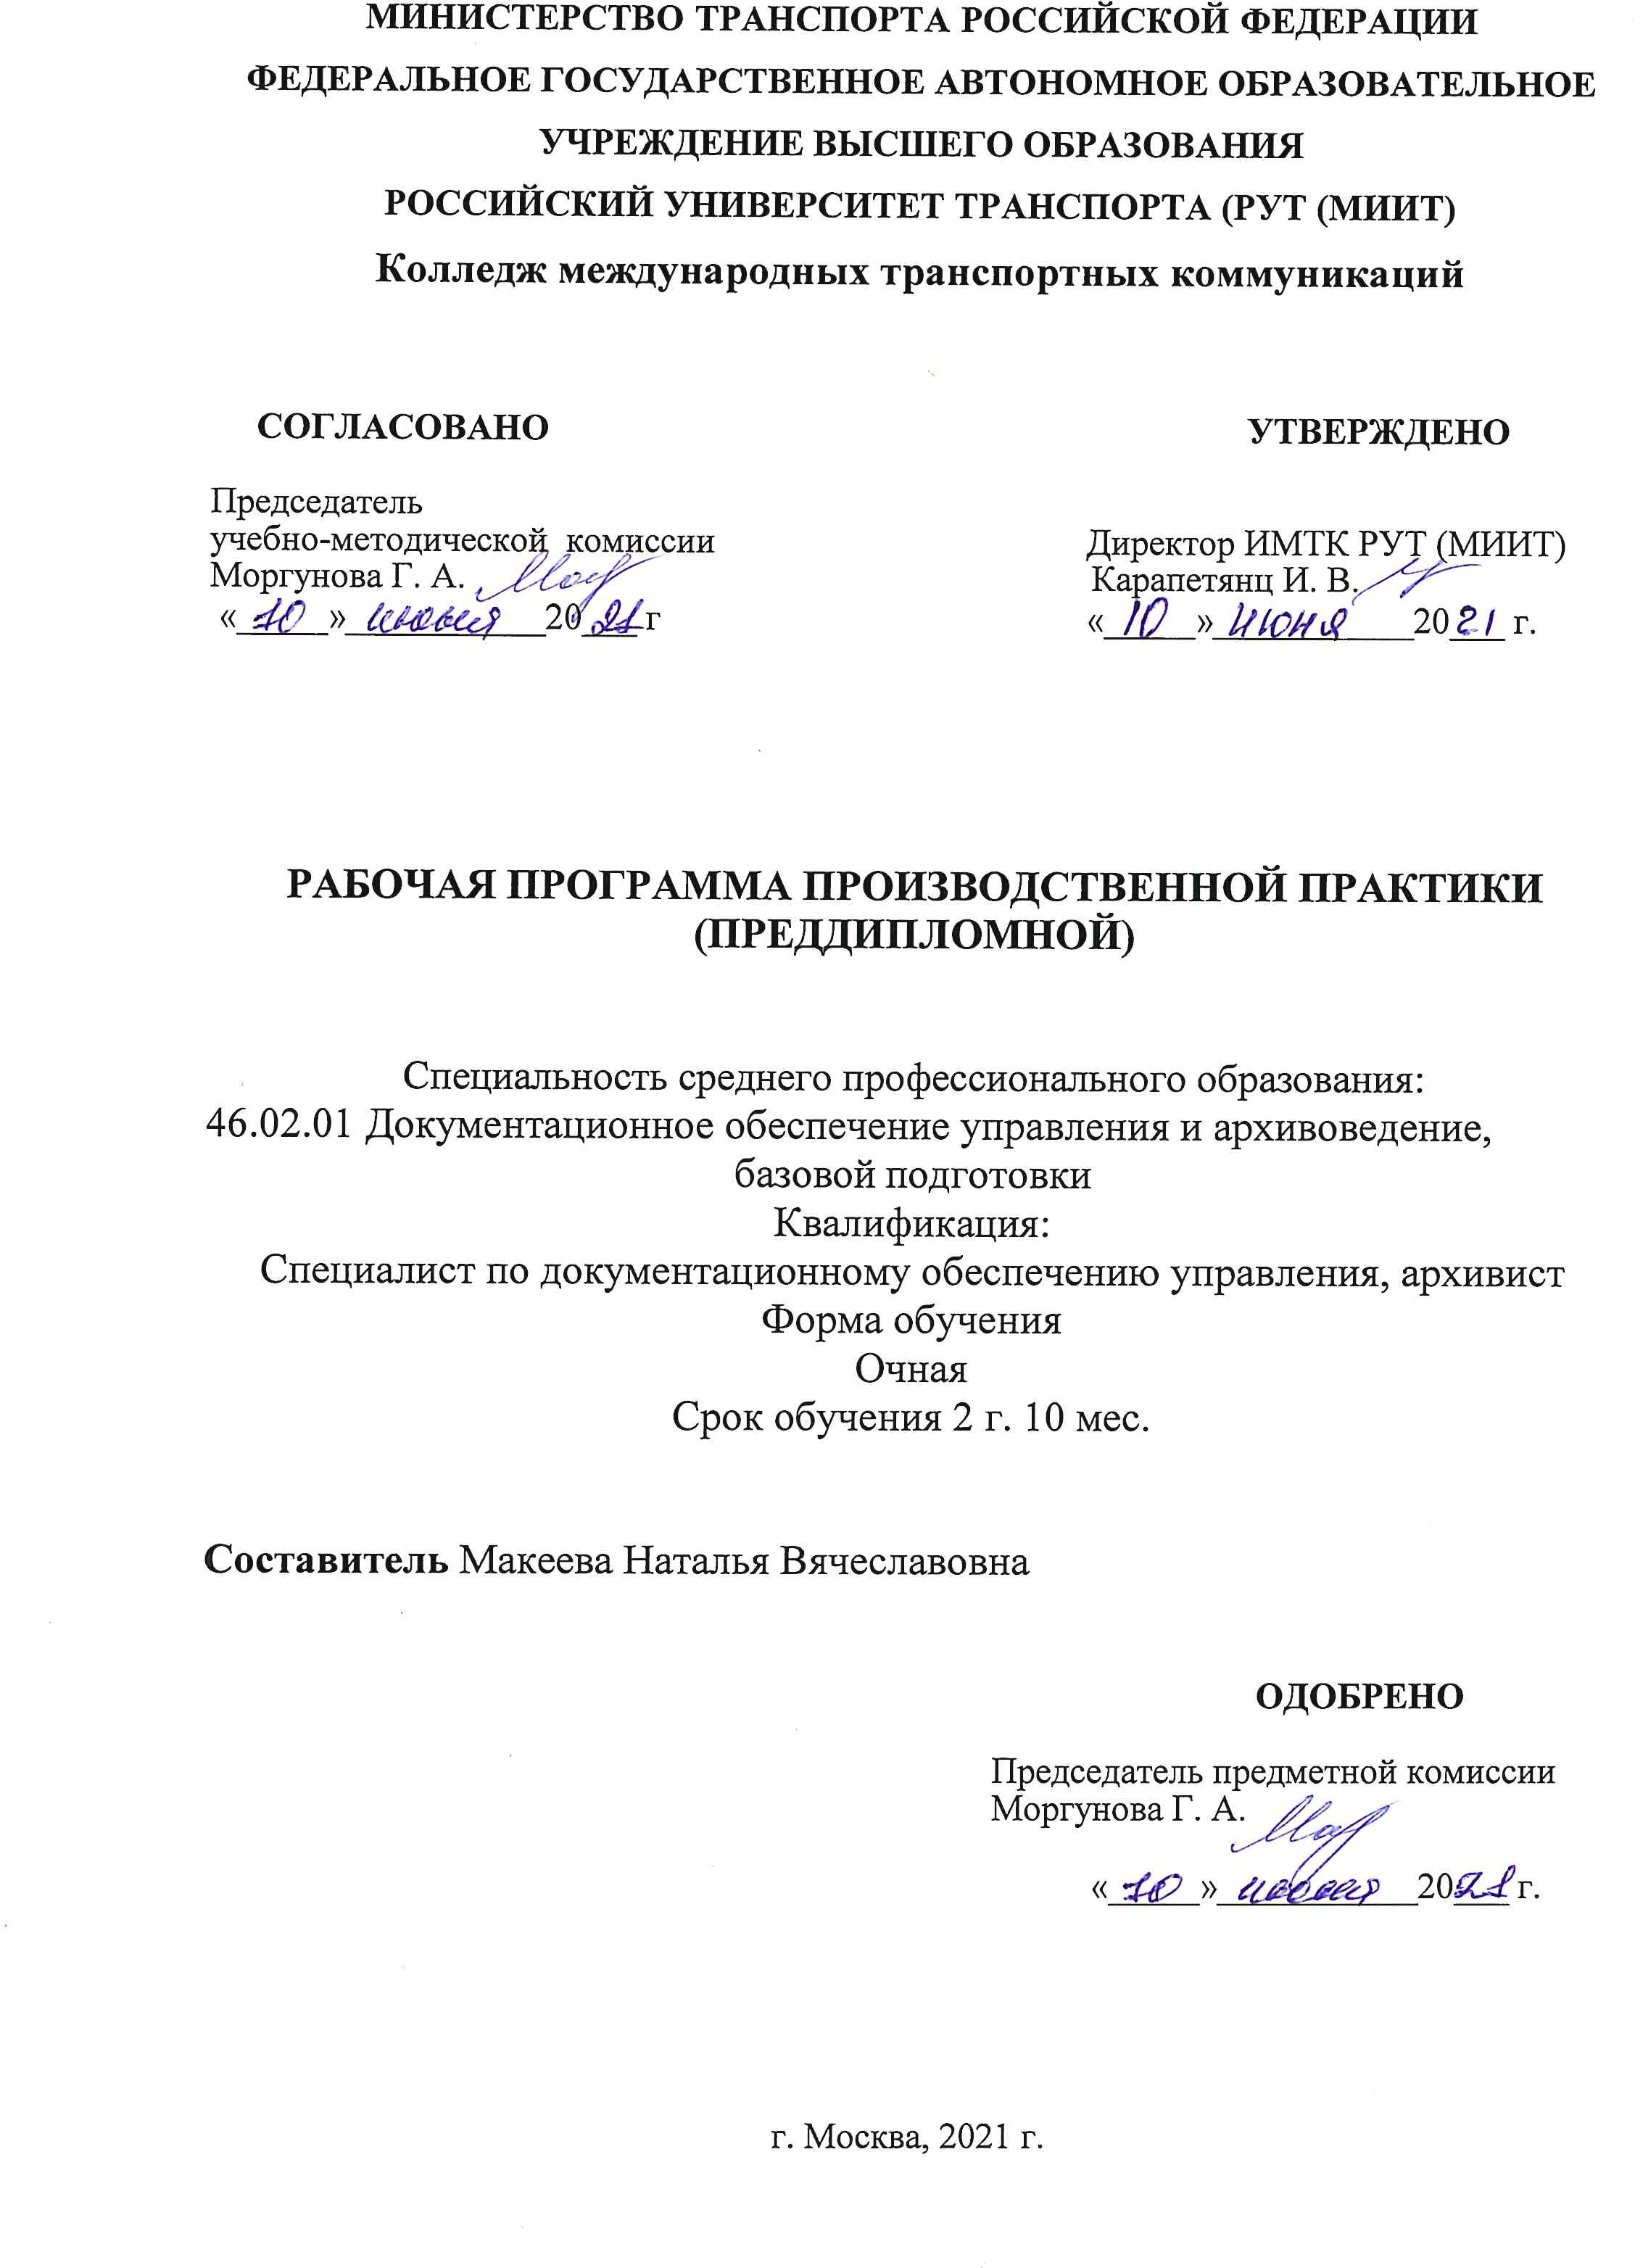 МИНИСТЕРСТВО ТРАНСПОРТА РОССИЙСКОЙ ФЕДЕРАЦИИ
ФЕДЕРАЛЬНОЕ ГОСУДАРСТВЕННОЕ АВТОНОМНОЕ ОБРАЗОВАТЕЛЬНОЕ
УЧРЕЖДЕНИЕ ВЫСШЕГО ОБРАЗОВАНИЯ
РОССИЙСКИЙ УНИВЕРСИТЕТ ТРАНСПОРТА (РУТ (МИИТ)
Колледж международных транспортных коммуникаций
СОГЛАСОВАНО
Председатель
учебно-методической комиссии
Моргунова Г. А.
«10» июня 2021 г
УТВЕРЖДЕНО
Директор ИМТК РУТ (МИИТ)
Карапетянц И. В.
«10» июня 2021 г.
РАБОЧАЯ ПРОГРАММА ПРОИЗВОДСТВЕННОЙ ПРАКТИКИ
(ПРЕДДИПЛОМНОЙ)
Специальность среднего профессионального образования:
46.02.01 Документационное обеспечение управления и архивоведение,
базовой подготовки
Квалификация:
Специалист по документационному обеспечению управления, архивист
Форма обучения
Очная
Срок обучения 2 г. 10 мес.
Составитель Макеева Наталья Вячеславовна
ОДОБРЕНО
Председатель предметной комиссии
Моргунова Г. А.
«10» июня 2021 г.
г. Москва, 2021 г.